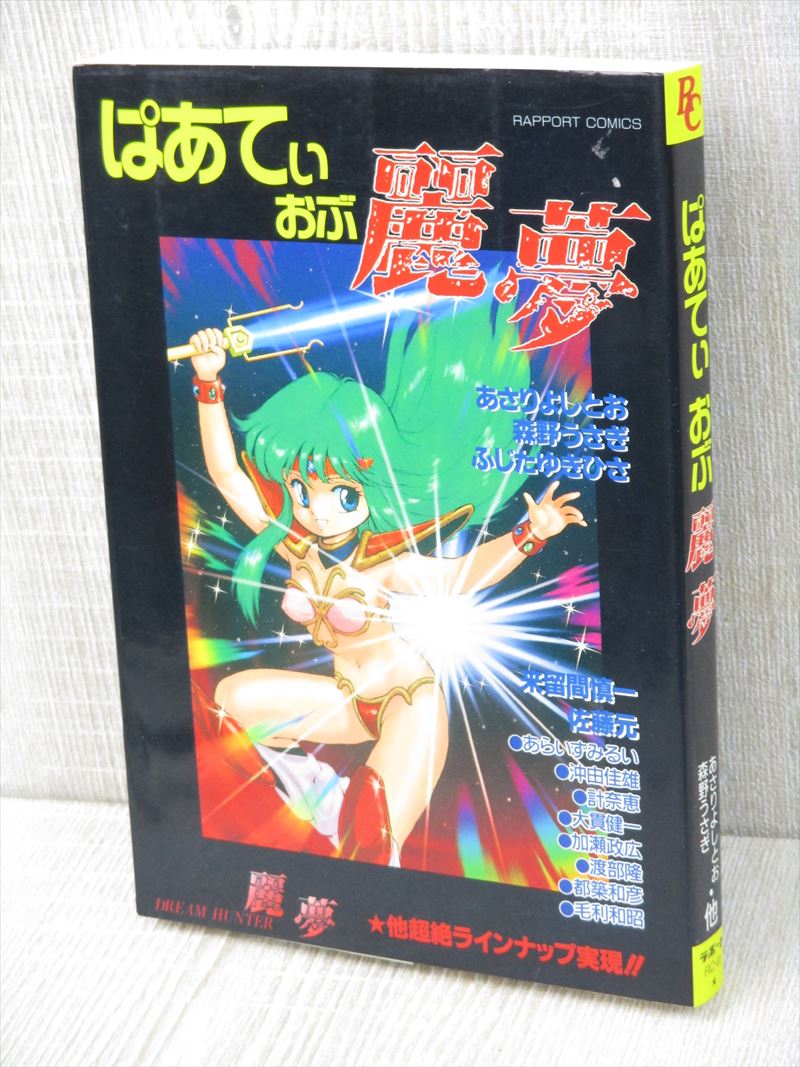 RAPPORT COMICS
ぱあてぃ
おぶ
麗夢
あさりよしとお
森野うさぎ
ふじたゆきひさ
来留間慎一
佐藤元
●あらいずみるい
●沖由佳雄
●計奈恵
●大貫健一
●加瀬政広
●渡部隆
●都築和彦
●毛利和昭
DREAM HUNTER
麗夢
★他超絶ラインナップ実現!!
RC
ぱあてぃ おぶ 麗夢
あさりよしとお・他
森野うさぎ